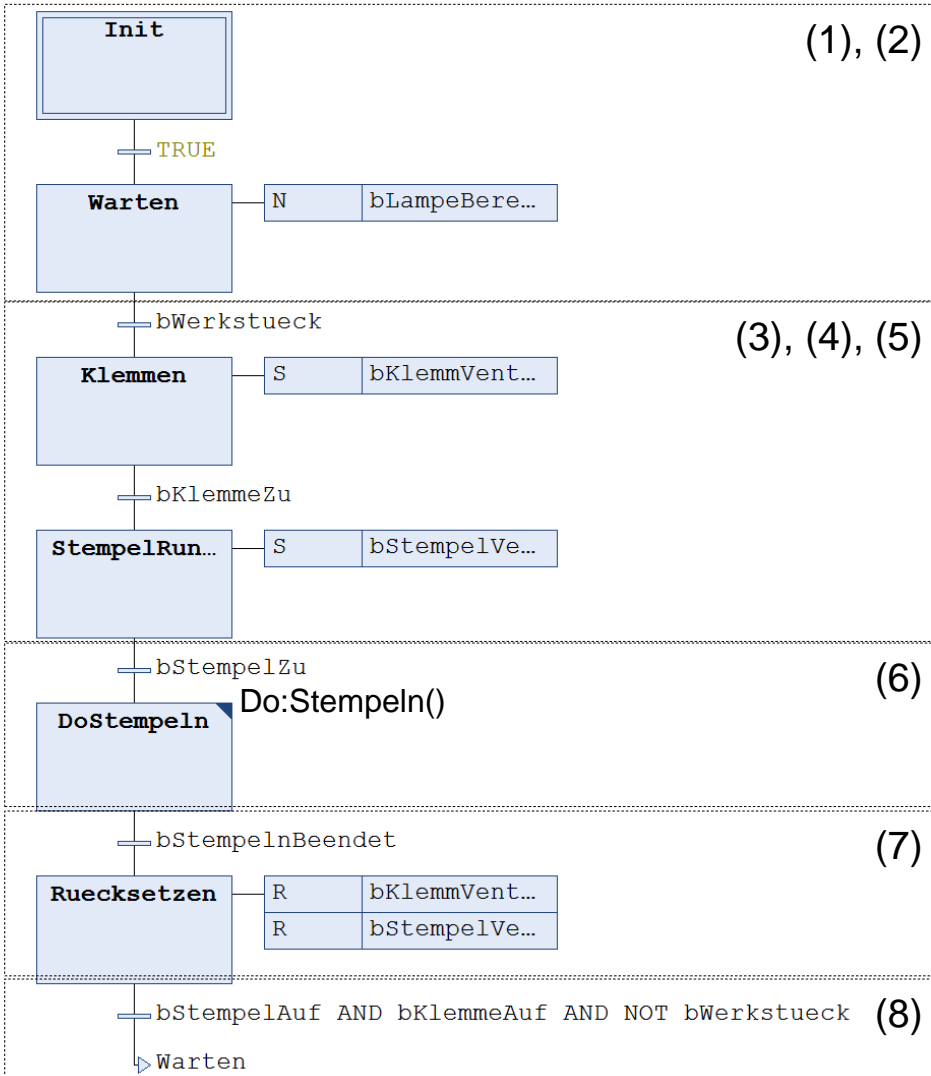 Init
(1), (2)
TRUE
Warten N bLampeBere…
bWerkstueck
(3), (4), (5)
Klemmen S bKlemmVent…
bKlemmeZu
StempelRun… S bStempelVe…
bStempelZu
(6)
Do:Stempeln()
DoStempeln
bStempelnBeendet
(7)
Ruecksetzen R bKlemmVent…
R bStempelVe…
bStempelAuf AND bKlemmeAuf AND NOT bWerkstueck (8)
Warten